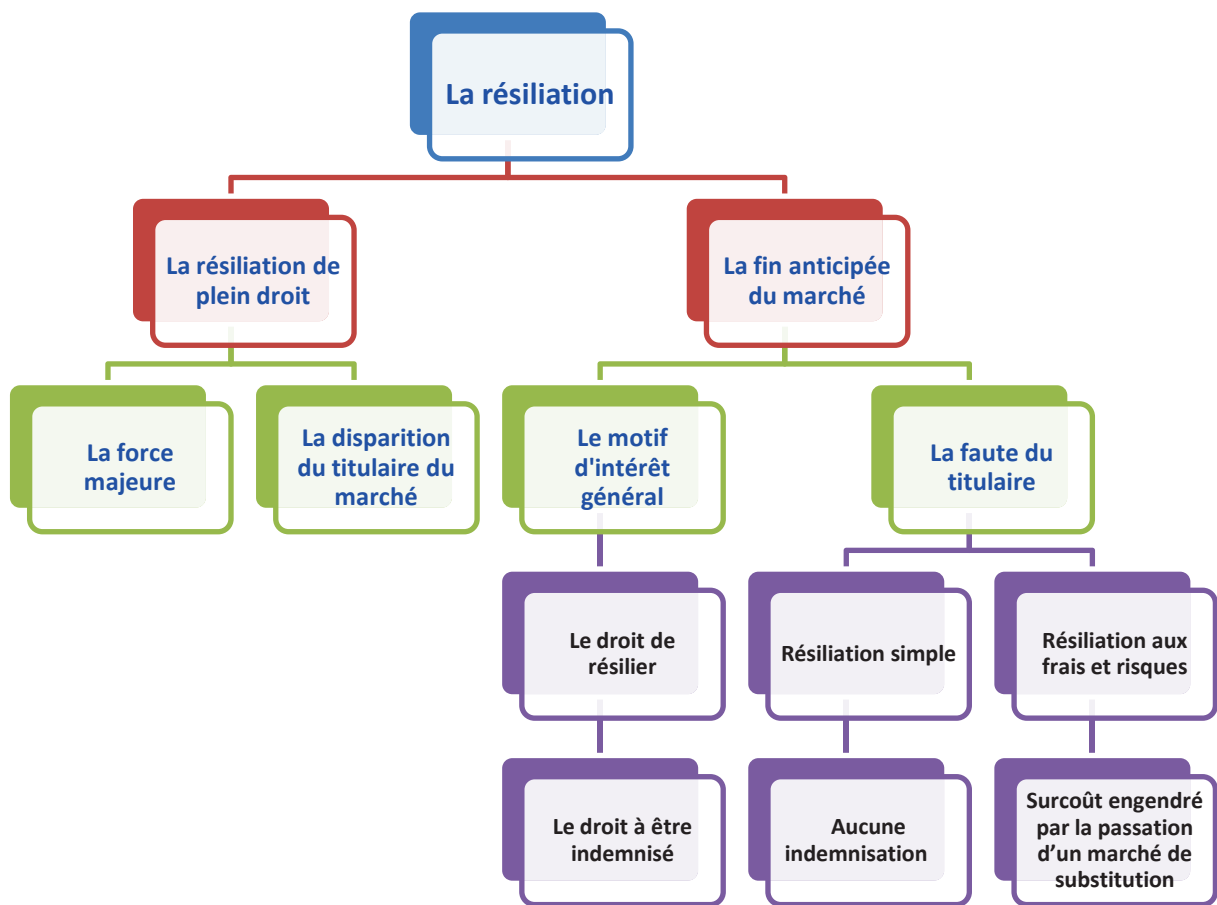 La résiliation
La résiliation de
plein droit
La fin anticipée
du marché
La force
majeure
La disparition
du titulaire du
marché
Le motif
d'intérêt
général
La faute du
titulaire
Le droit de
résilier
Résiliation simple
Résiliation aux
frais et risques
Le droit à être
indemnisé
Aucune
indemnisation
Surcoût engendré
par la passation
d’un marché de
substitution